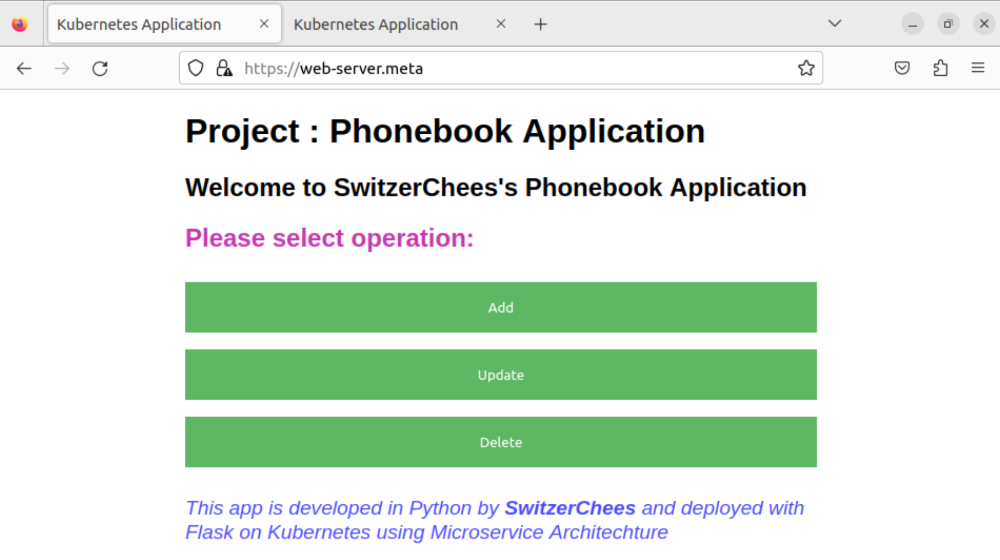 Kubernetes Application
Kubernetes Application
https://web-server.meta
Project : Phonebook Application
Welcome to SwitzerChees's Phonebook Application
Please select operation:
Add
Update
Delete
This app is developed in Python by SwitzerChees and deployed with
Flask on Kubernetes using Microservice Architechture